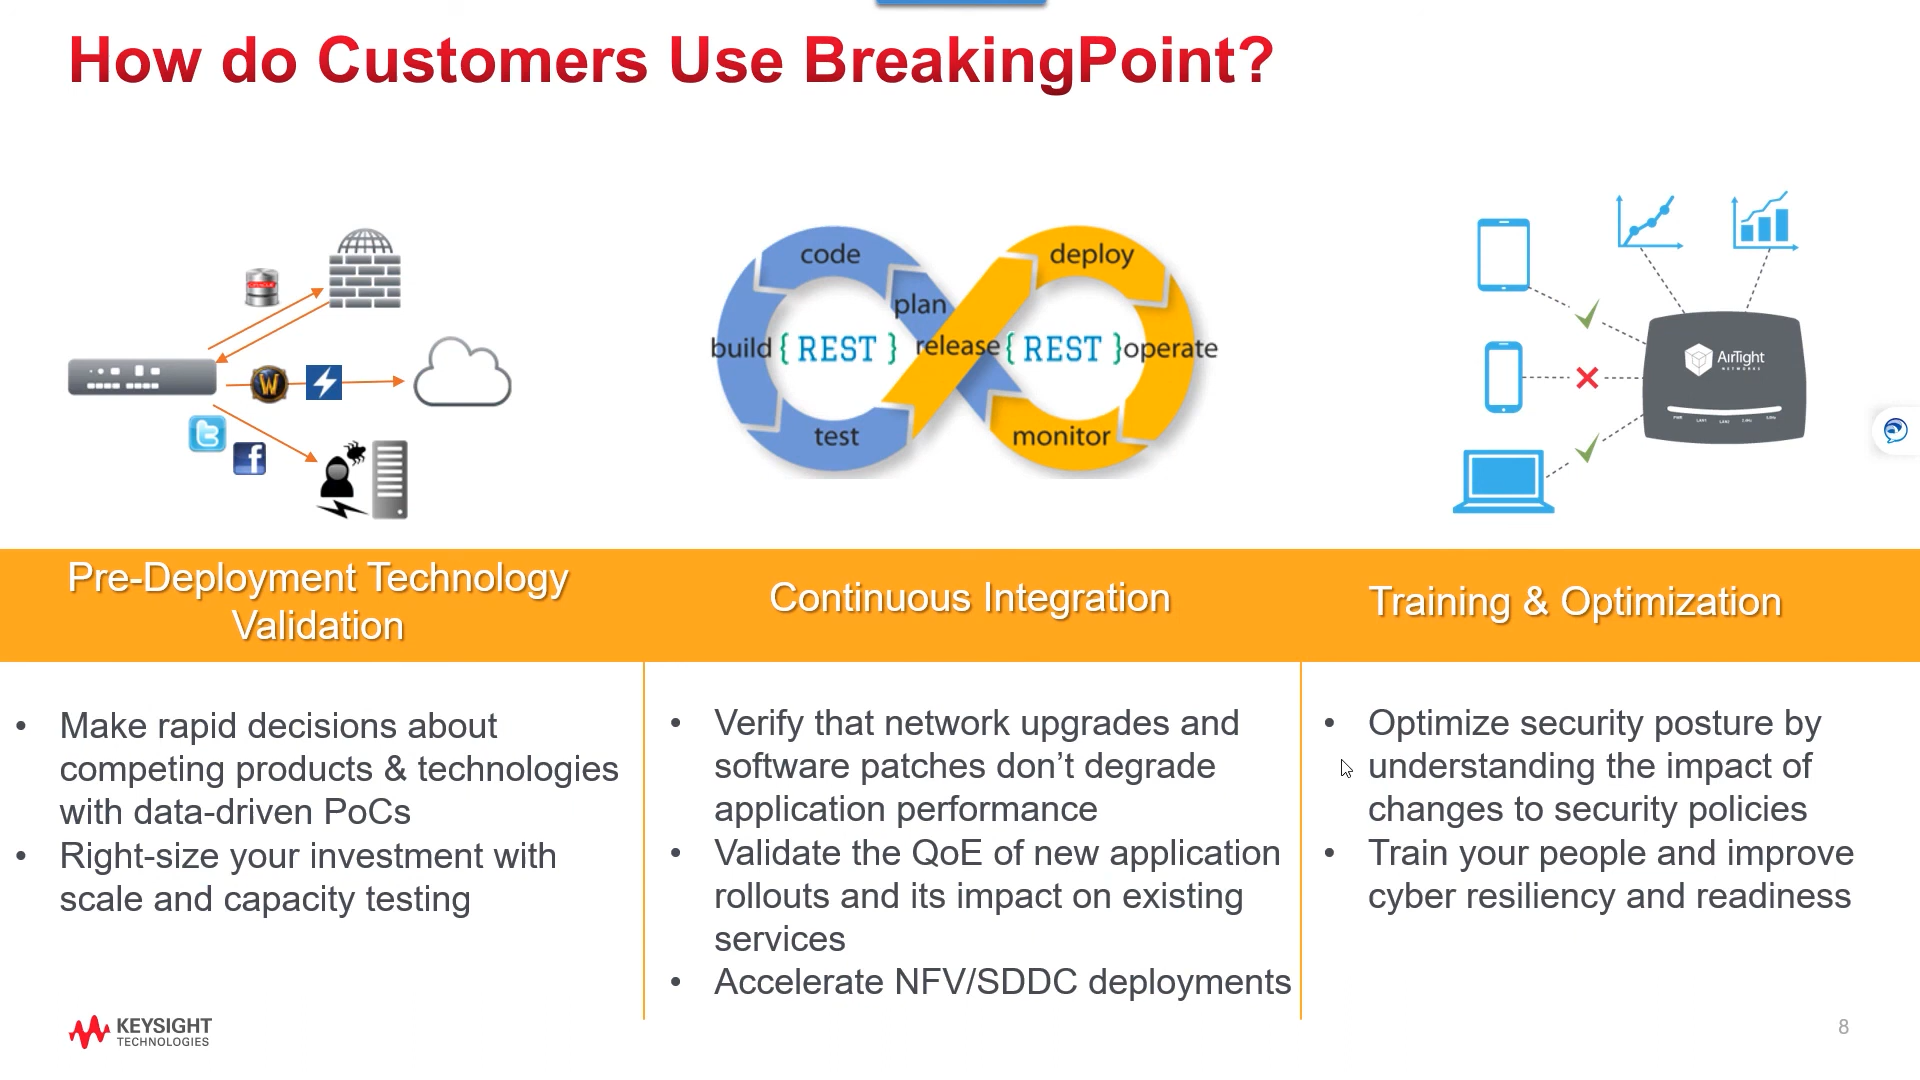 How do Customers Use BreakingPoint?
code
deploy
plan
build { REST } release { REST } operate
test
monitor
W
f
AirTight
NETWORKS
Pre-Deployment Technology
Validation
Continuous Integration
Training & Optimization
• Make rapid decisions about
competing products & technologies
with data-driven PoCs
• Right-size your investment with
scale and capacity testing
• Verify that network upgrades and
software patches don’t degrade
application performance
• Validate the QoE of new application
rollouts and its impact on existing
services
• Accelerate NFV/SDDC deployments
• Optimize security posture by
understanding the impact of
changes to security policies
• Train your people and improve
cyber resiliency and readiness
KEYSIGHT
TECHNOLOGIES
8